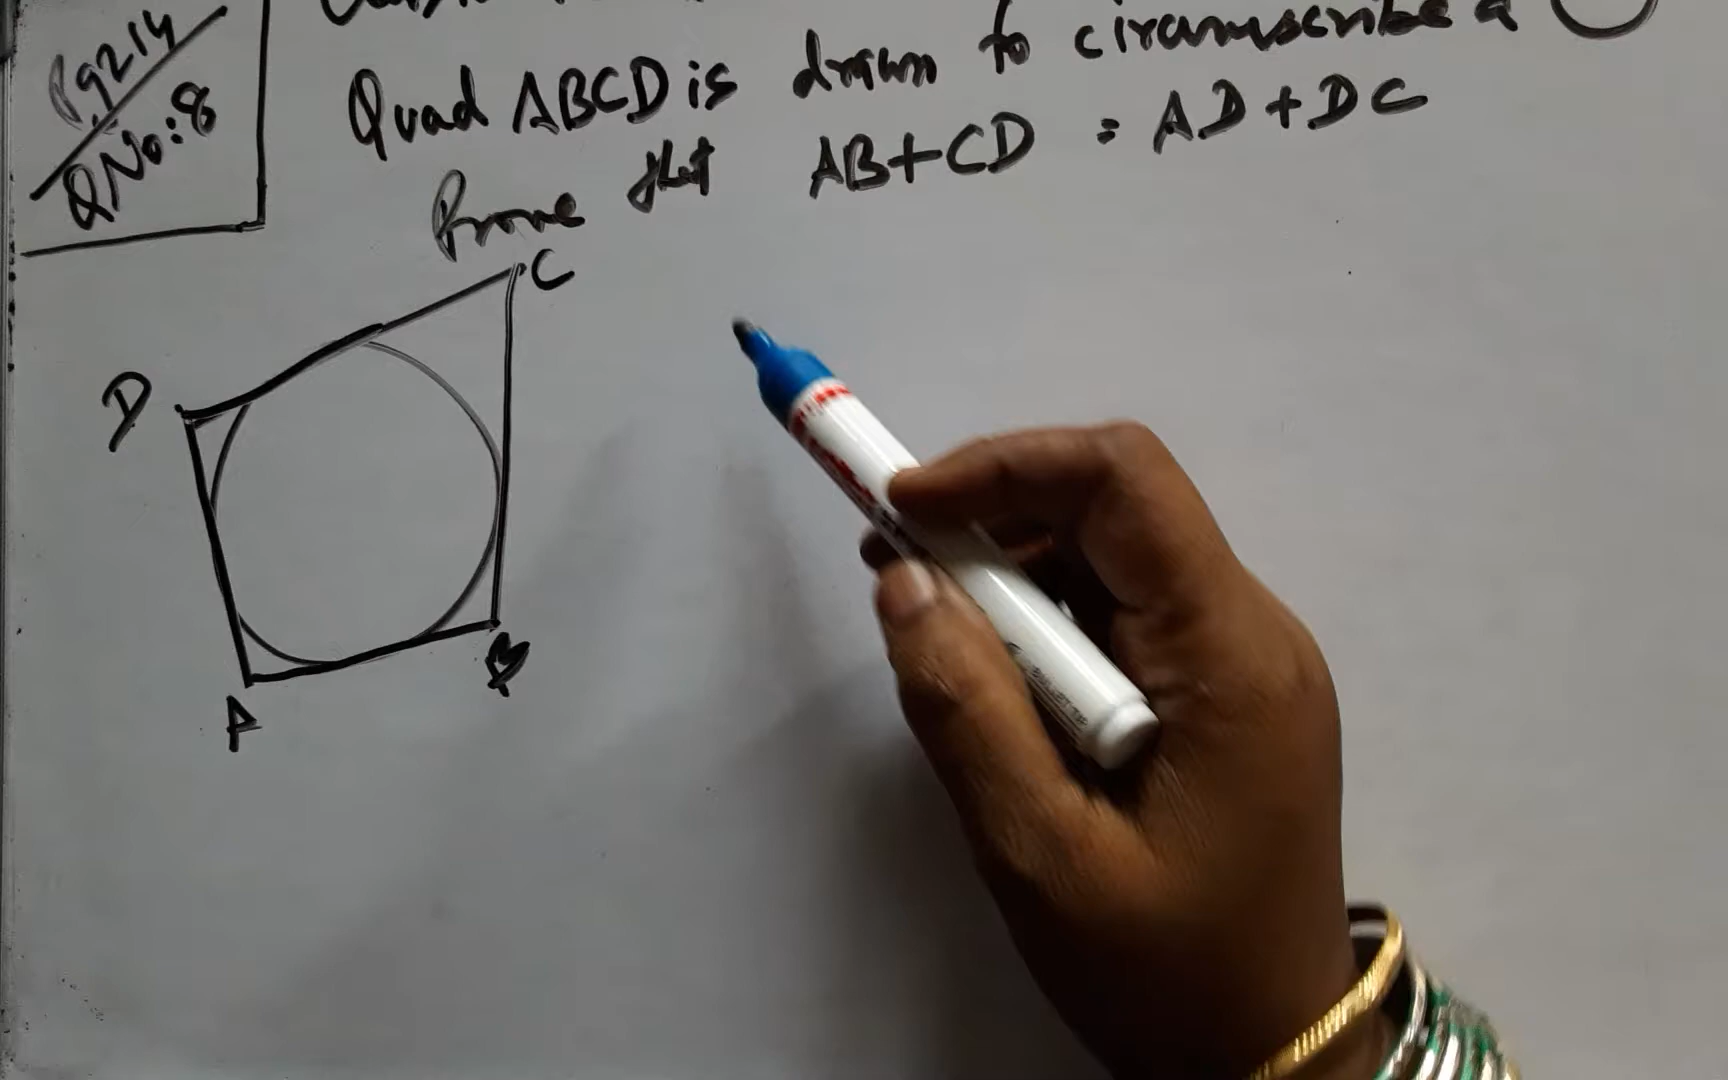 Pg214
QNo:8
Quad ABCD is drawn to circumscribe a
Prove that AB+CD = AD+DC
C
D
B
A